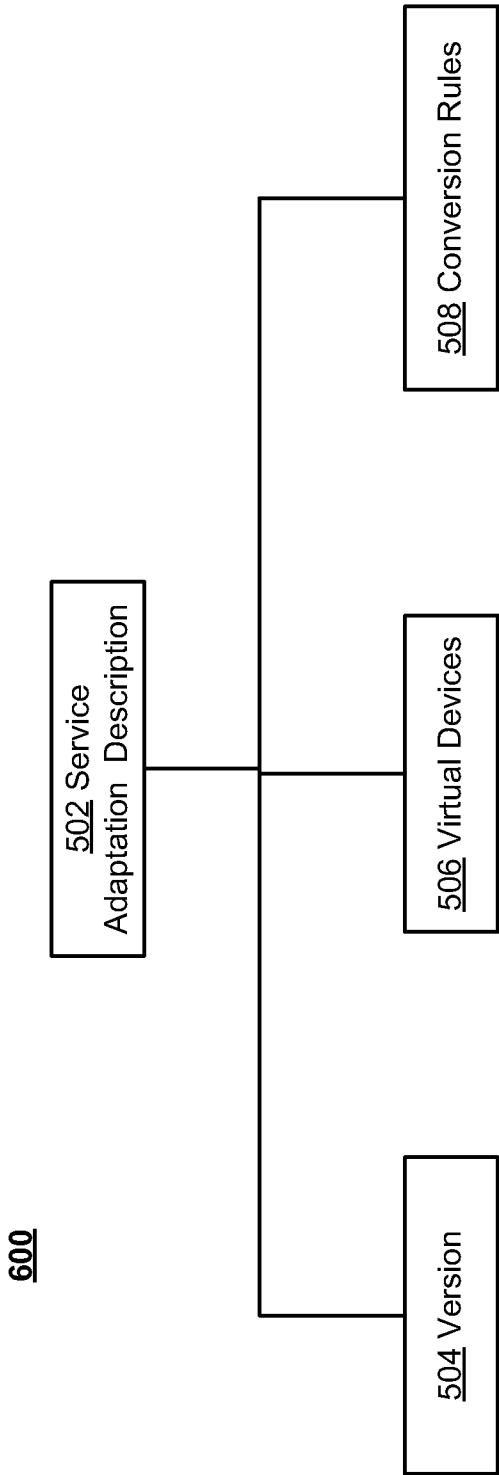 600
502 Service
Adaptation Description
504 Version
506 Virtual Devices
508 Conversion Rules